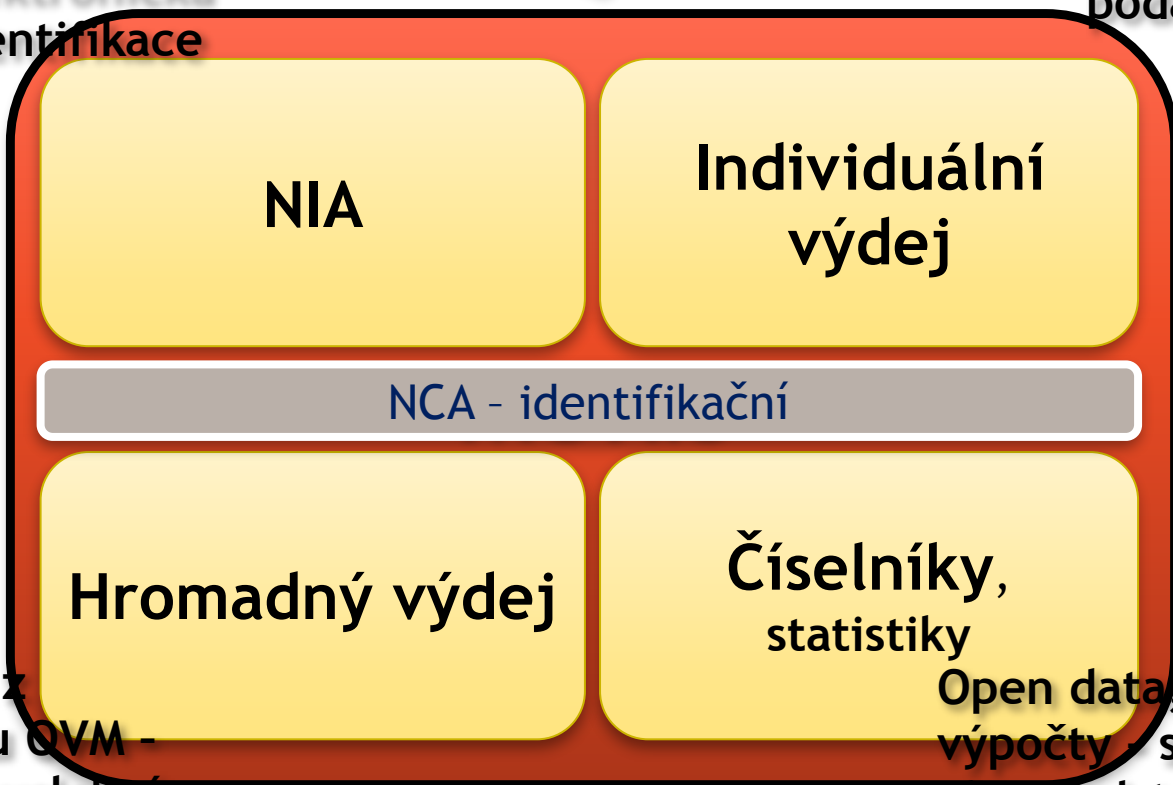 entifikace
NIA
Individuální
výdej
NCA – identifikační
Hromadný výdej
Číselníky,
statistiky
z
u OVM –
Open data,
výpočty – s